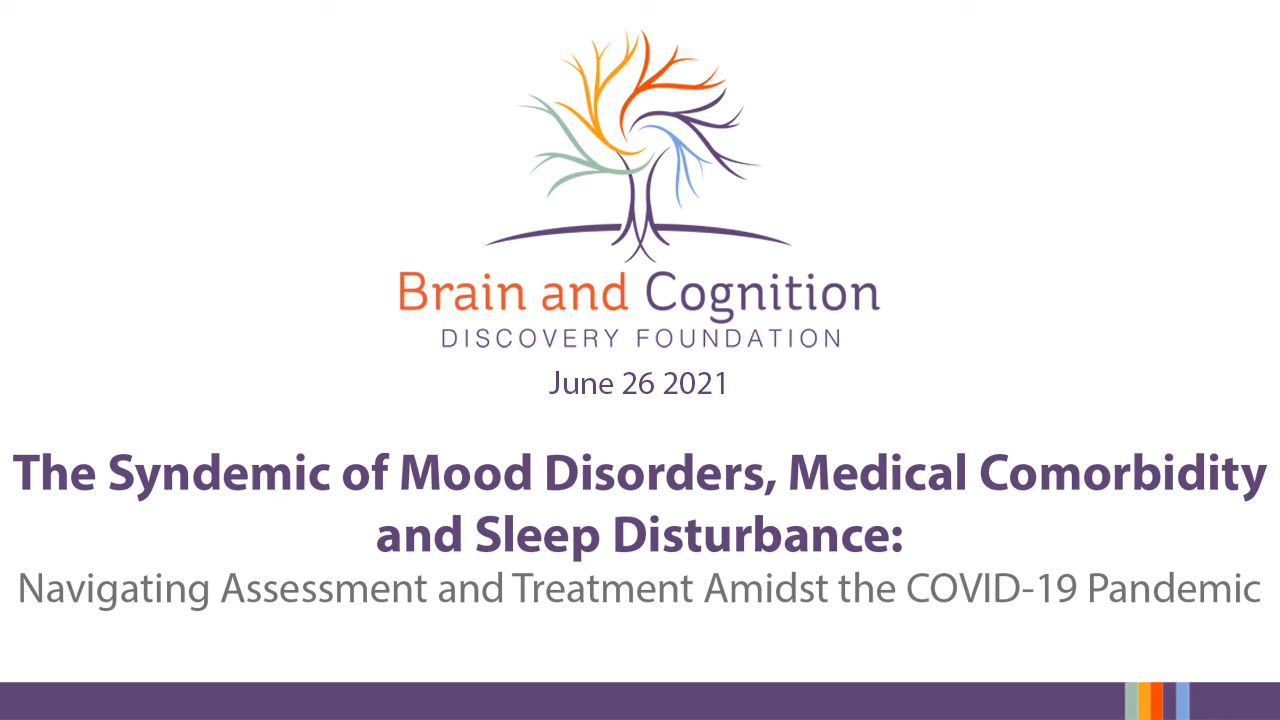 Brain and Cognition
DISCOVERY FOUNDATION
June 26 2021
The Syndemic of Mood Disorders, Medical Comorbidity
and Sleep Disturbance:
Navigating Assessment and Treatment Amidst the COVID-19 Pandemic